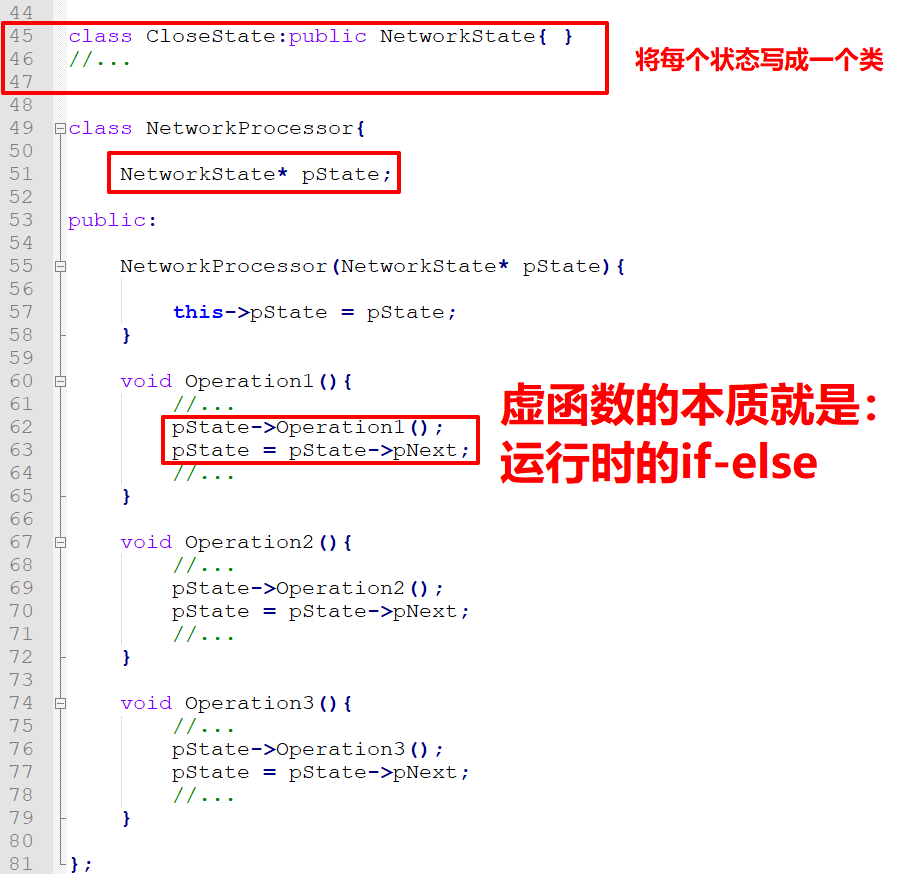 44
45 class CloseState:public NetworkState{ }
将每个状态写成一个类
46 //...
47
48
49 class NetworkProcessor{
50
51 NetworkState* pState;
52
53 public:
54
55 NetworkProcessor(NetworkState* pState){
56
57 this->pState = pState;
58 }
59
60 void Operation1(){
61 //...
62 pState->Operation1();
63 pState = pState->pNext;
虚函数的本质就是:
运行时的if-else
64 //...
65 }
66
67 void Operation2(){
68 //...
69 pState->Operation2();
70 pState = pState->pNext;
71 //...
72 }
73
74 void Operation3(){
75 //...
76 pState->Operation3();
77 pState = pState->pNext;
78 //...
79 }
80
81 };